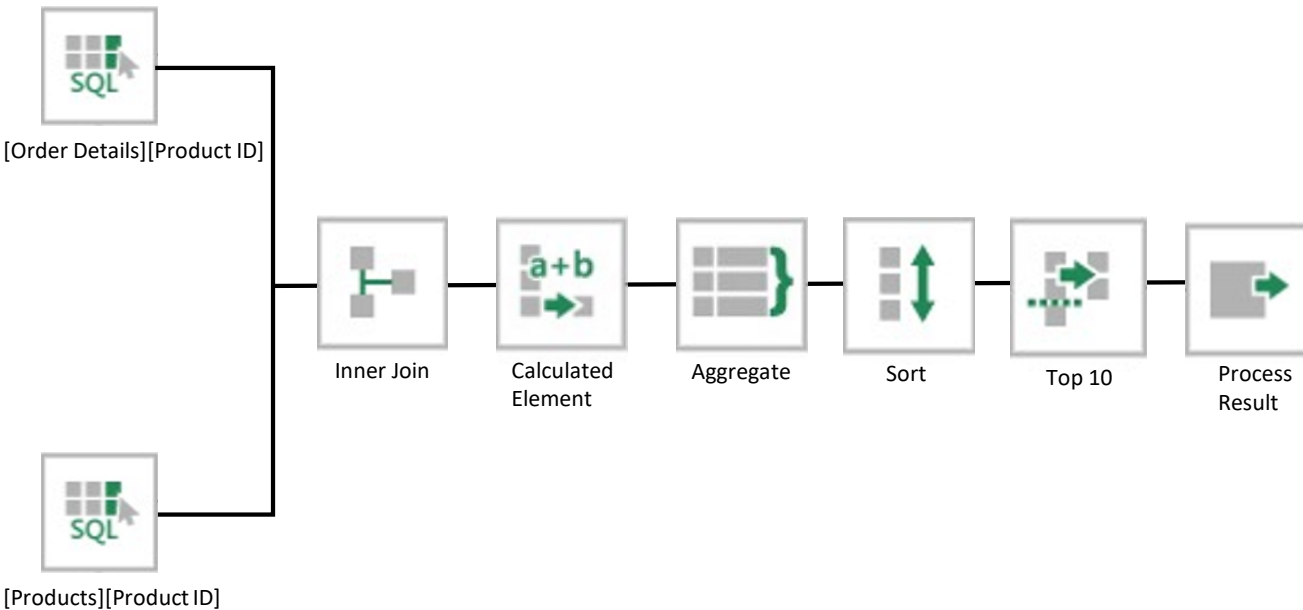 SQL
[Order Details][Product ID]
a+b
}
Inner Join
Calculated
Element
Aggregate
Sort
Top 10
Process
Result
SQL
[Products][Product ID]